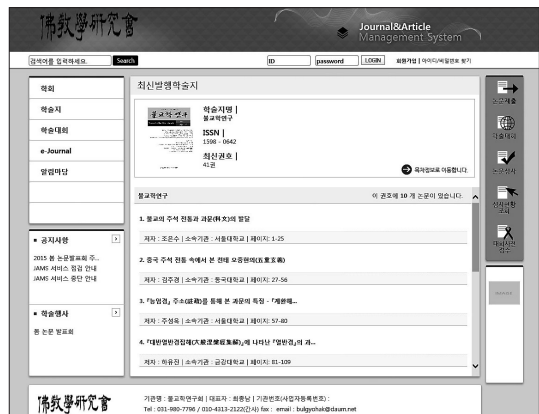 佛敎學硏究會
Journal&Article
Management System
검색어를 입력하세요.
Search
ID
password
LOGIN
회원가입 | 아이디/비밀번호 찾기
학회
학술지
학술대회
e-Journal
알림마당
공지사항
2015 봄 논문발표회 주..
JAMS 서비스 점검 안내
JAMS 서비스 중단 안내
학술행사
봄 논문 발표회
최신발행학술지
불교학연구
학술지명 |
불교학연구
ISSN |
1598 - 0642
최신권호 |
41권
목차정보로 이동합니다.
불교학연구
이 권호에 10 개 논문이 있습니다.
1. 불교의 주석 전통과 과문(科文)의 발달
저자 : 조은수 | 소속기관 : 서울대학교 | 페이지: 1-25
2. 중국 주석 전통 속에서 본 천태 오중현의(五重玄義)
저자 : 김주경 | 소속기관 : 동국대학교 | 페이지: 27-56
3. 『능엄경』 주소(註疏)를 통해 본 과문의 특징 - 『계환해...
저자 : 주성옥 | 소속기관 : 서울대학교 | 페이지: 57-80
4. 『대반열반경집해(大般涅槃經集解)』에 나타난 『열반경』의 과...
저자 : 하유진 | 소속기관 : 금강대학교 | 페이지: 81-109
논문제출
학술대회
논문심사
심사현황
조회
佛敎學硏究會
기관명 : 불교학연구회 | 대표자 : 최종남 | 기관번호(사업자등록번호) :
Tel : 031-980-7796 / 010-4313-2122(간사) fax : email : bulgyohak@daum.net